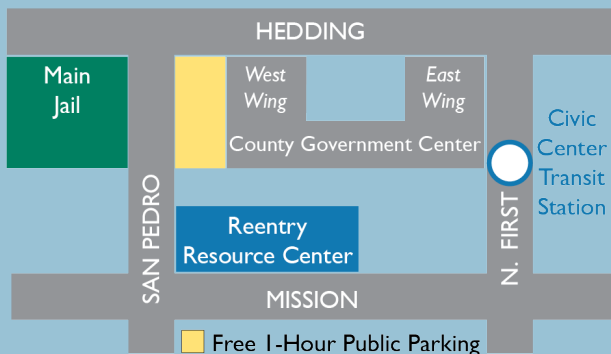 HEDDING
Main
Jail
West
Wing
East
Wing
County Government Center
Civic
Center
Transit
Station
SAN PEDRO
Reentry
Resource Center
N. FIRST
MISSION
Free 1-Hour Public Parking